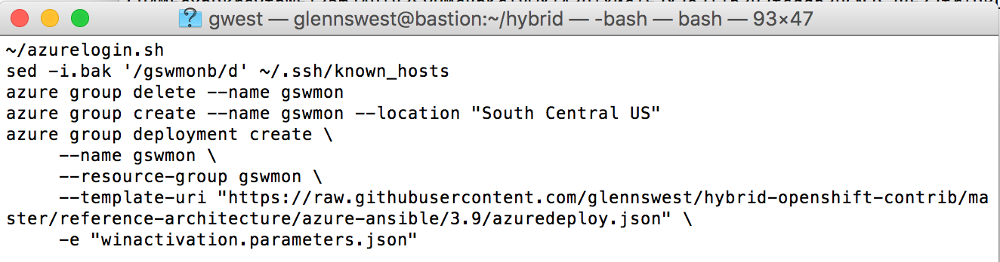 gwest — glennswest@bastion:~/hybrid — -bash — bash — 93×47
~/azurelogin.sh
sed -i.bak '/gswmonb/d' ~/.ssh/known_hosts
azure group delete --name gswmon
azure group create --name gswmon --location "South Central US"
azure group deployment create \
--name gswmon \
--resource-group gswmon \
--template-uri "https://raw.githubusercontent.com/glennswest/hybrid-openshift-contrib/ma
ster/reference-architecture/azure-ansible/3.9/azuredeploy.json" \
-e "winactivation.parameters.json"